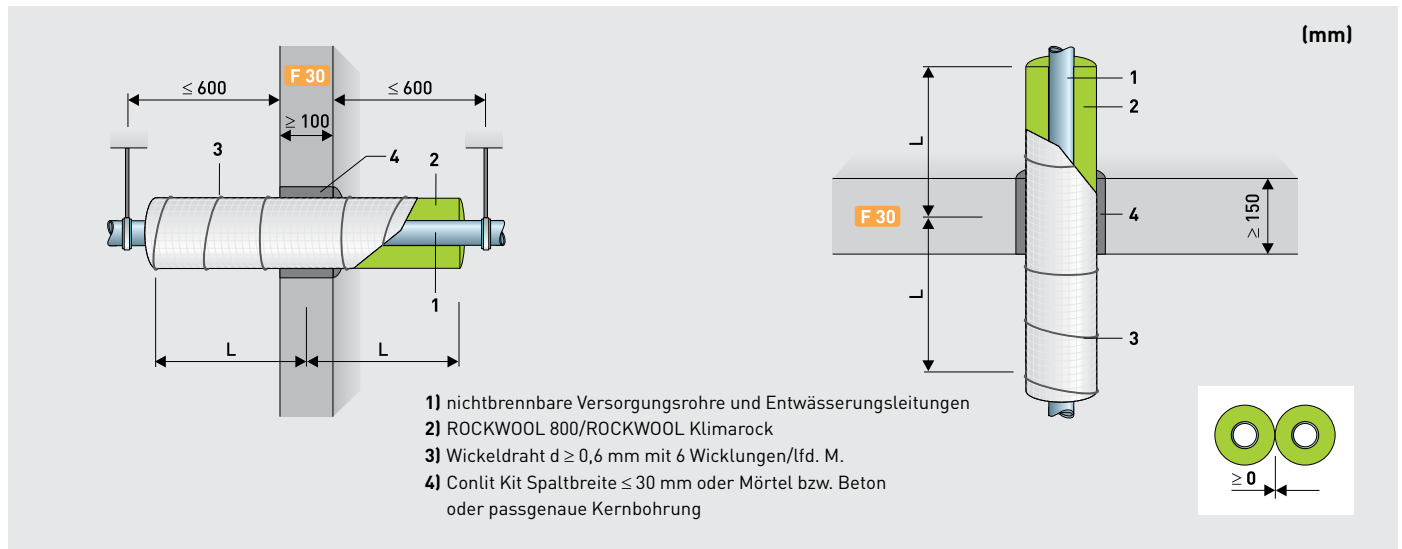 (mm)
F 30
≤ 600
≤ 600
≥ 100
3
4
2
1
L
L
1
2
L
F 30
4
≥ 150
L
3
1) nichtbrennbare Versorgungsrohre und Entwässerungsleitungen
2) ROCKWOOL 800/ROCKWOOL Klimarock
3) Wickeldraht d ≥ 0,6 mm mit 6 Wicklungen/lfd. M.
4) Conlit Kit Spaltbreite ≤ 30 mm oder Mörtel bzw. Beton
oder passgenaue Kernbohrung
≥ 0